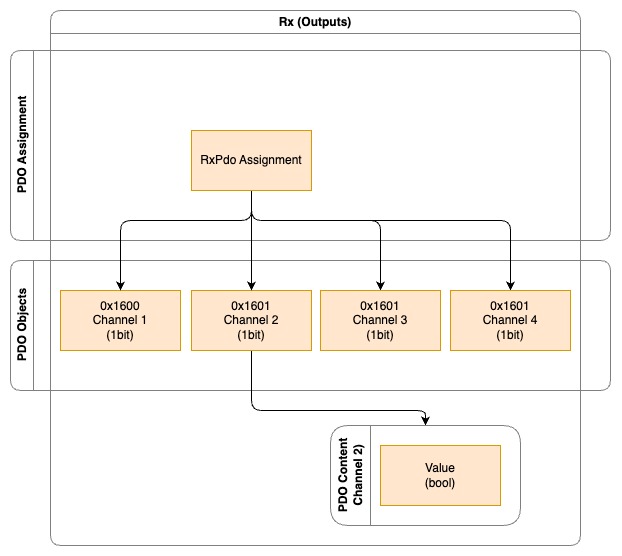 Rx (Outputs)
PDO Assignment
RxPdo Assignment
PDO Objects
0x1600
Channel 1
(1bit)
0x1601
Channel 2
(1bit)
0x1601
Channel 3
(1bit)
0x1601
Channel 4
(1bit)
PDO Content
Channel 2)
Value
(bool)